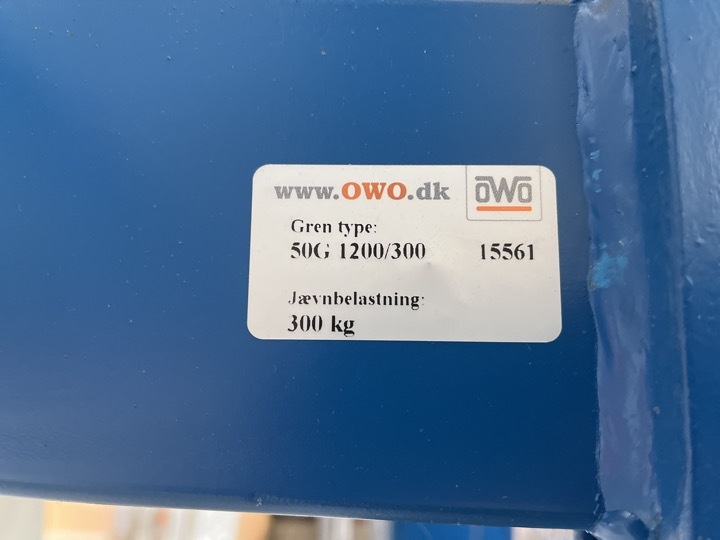 www.OWO.dk
OWO
Gren type:
50G 1200/300 15561
Jævnbelastning:
300 kg